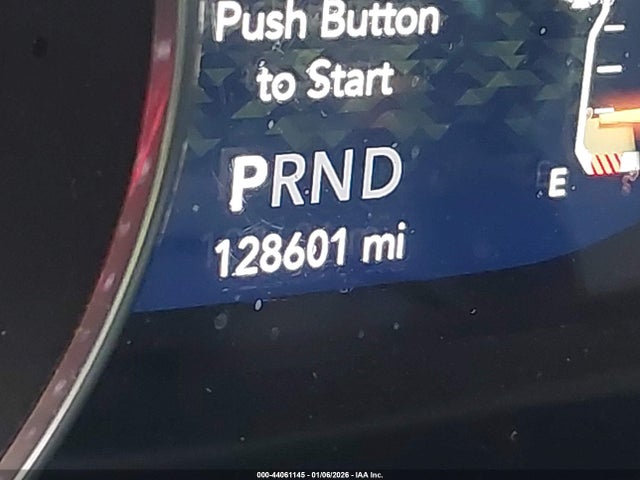 Push Button
to Start
PRND
E
128601 mi
000-44061145 - 01/06/2026 - IAA Inc.